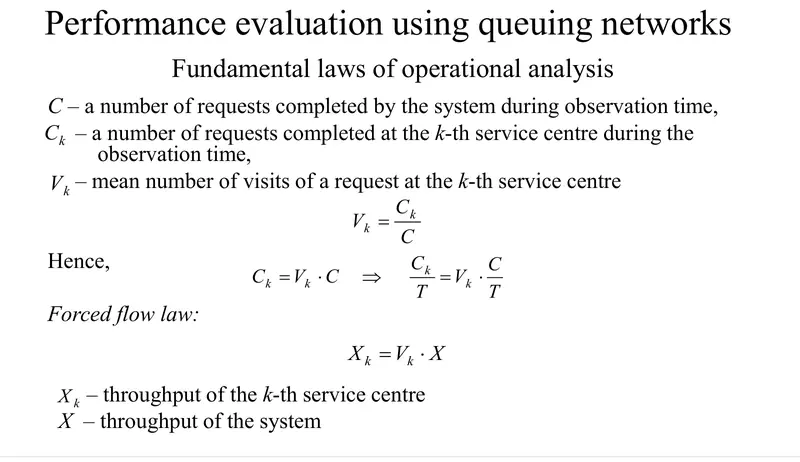 Performance evaluation using queuing networks
Fundamental laws of operational analysis
C – a number of requests completed by the system during observation time,
C_k – a number of requests completed at the k-th service centre during the
observation time,
V_k – mean number of visits of a request at the k-th service centre
V_k = C_k / C
Hence,
C_k = V_k · C ⇒ C_k / T = V_k · C / T
Forced flow law:
X_k = V_k · X
X_k – throughput of the k-th service centre
X – throughput of the system